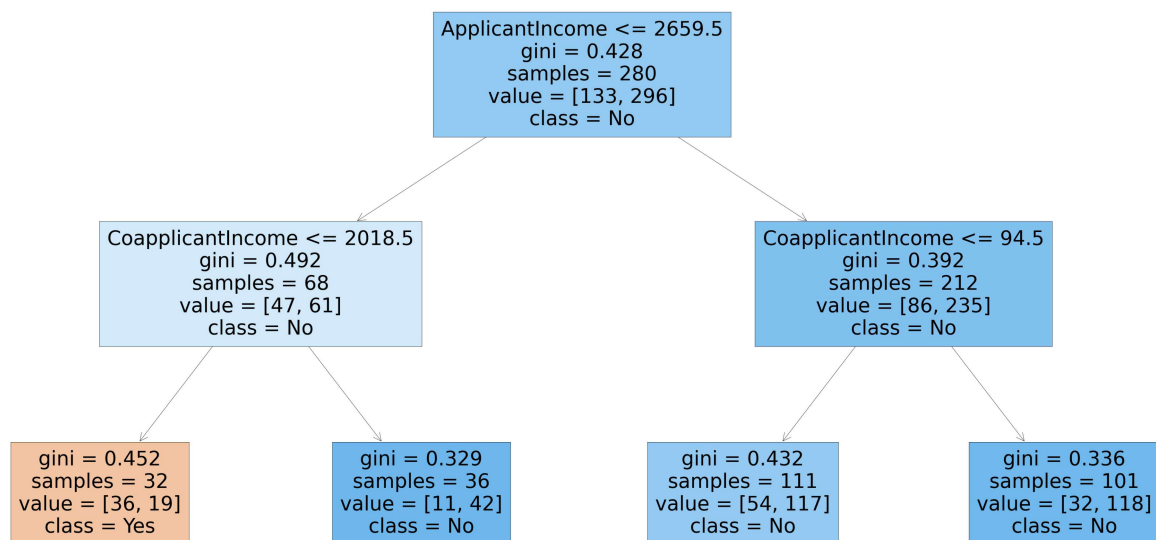 ApplicantIncome <= 2659.5
gini = 0.428
samples = 280
value = [133, 296]
class = No
CoapplicantIncome <= 2018.5
gini = 0.492
samples = 68
value = [47, 61]
class = No
CoapplicantIncome <= 94.5
gini = 0.392
samples = 212
value = [86, 235]
class = No
gini = 0.452
samples = 32
value = [36, 19]
class = Yes
gini = 0.329
samples = 36
value = [11, 42]
class = No
gini = 0.432
samples = 111
value = [54, 117]
class = No
gini = 0.336
samples = 101
value = [32, 118]
class = No